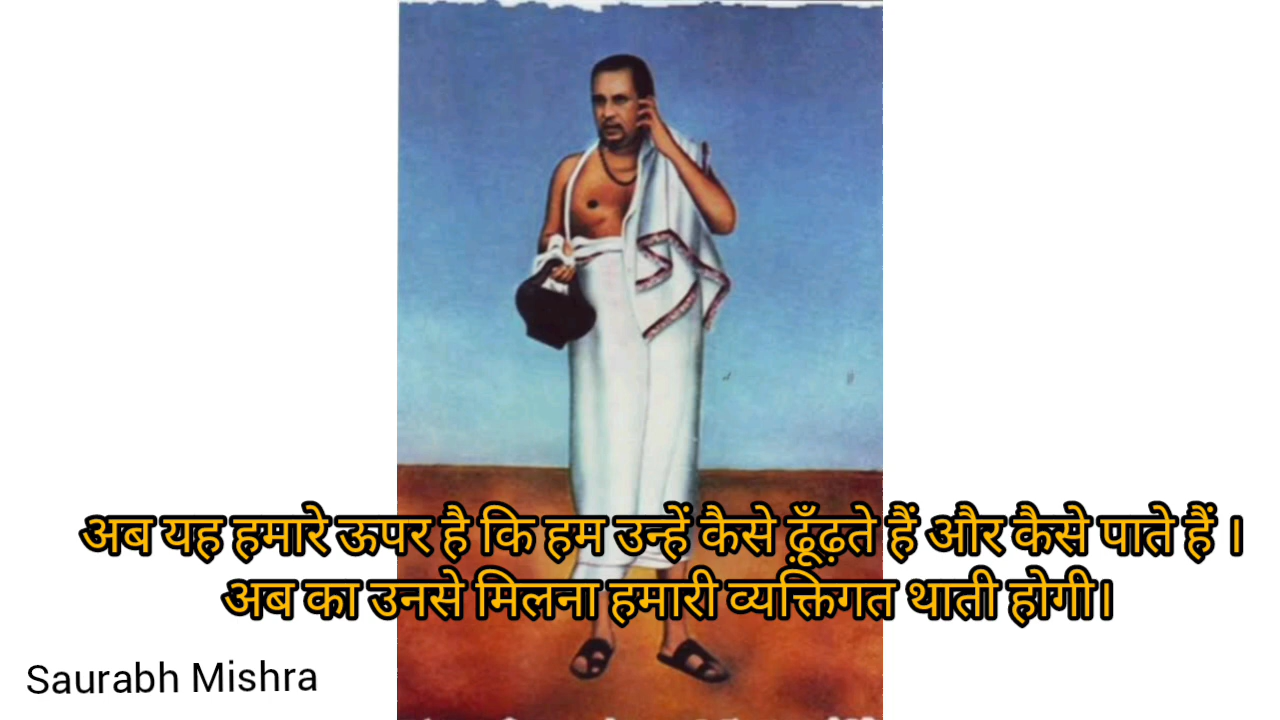 अब यह हमारे ऊपर है कि हम उन्हें कैसे ढ़ूँढ़ते हैं और कैसे पाते हैं ।
अब का उनसे मिलना हमारी व्यक्तिगत थाती होगी।
Saurabh Mishra